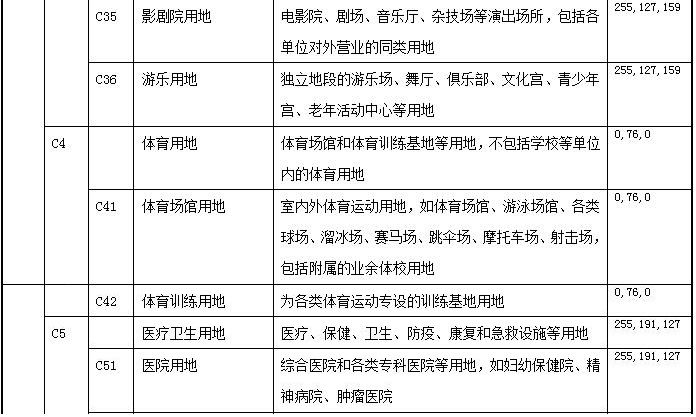 C35 影剧院用地 电影院、剧场、音乐厅、杂技场等演出场所，包括各 255,127,159
单位对外营业的同类用地
C36 游乐用地 独立地段的游乐场、舞厅、俱乐部、文化宫、青少年 255,127,159
宫、老年活动中心等用地
C4 体育用地 体育场馆和体育训练基地等用地，不包括学校等单位 0,76,0
内的体育用地
C41 体育场馆用地 室内外体育运动用地，如体育场馆、游泳场馆、各类 0,76,0
球场、溜冰场、赛马场、跳伞场、摩托车场、射击场，
包括附属的业余体校用地
C42 体育训练用地 为各类体育运动专设的训练基地用地 0,76,0
C5 医疗卫生用地 医疗、保健、卫生、防疫、康复和急救设施等用地 255,191,127
C51 医院用地 综合医院和各类专科医院等用地，如妇幼保健院、精 255,191,127
神病院、肿瘤医院